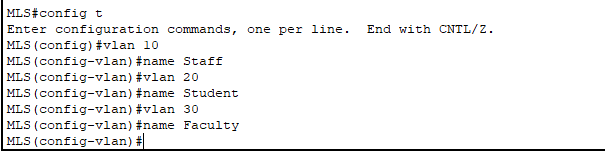 MLS#config t
Enter configuration commands, one per line.  End with CNTL/Z.
MLS(config)#vlan 10
MLS(config-vlan)#name Staff
MLS(config-vlan)#vlan 20
MLS(config-vlan)#name Student
MLS(config-vlan)#vlan 30
MLS(config-vlan)#name Faculty
MLS(config-vlan)#